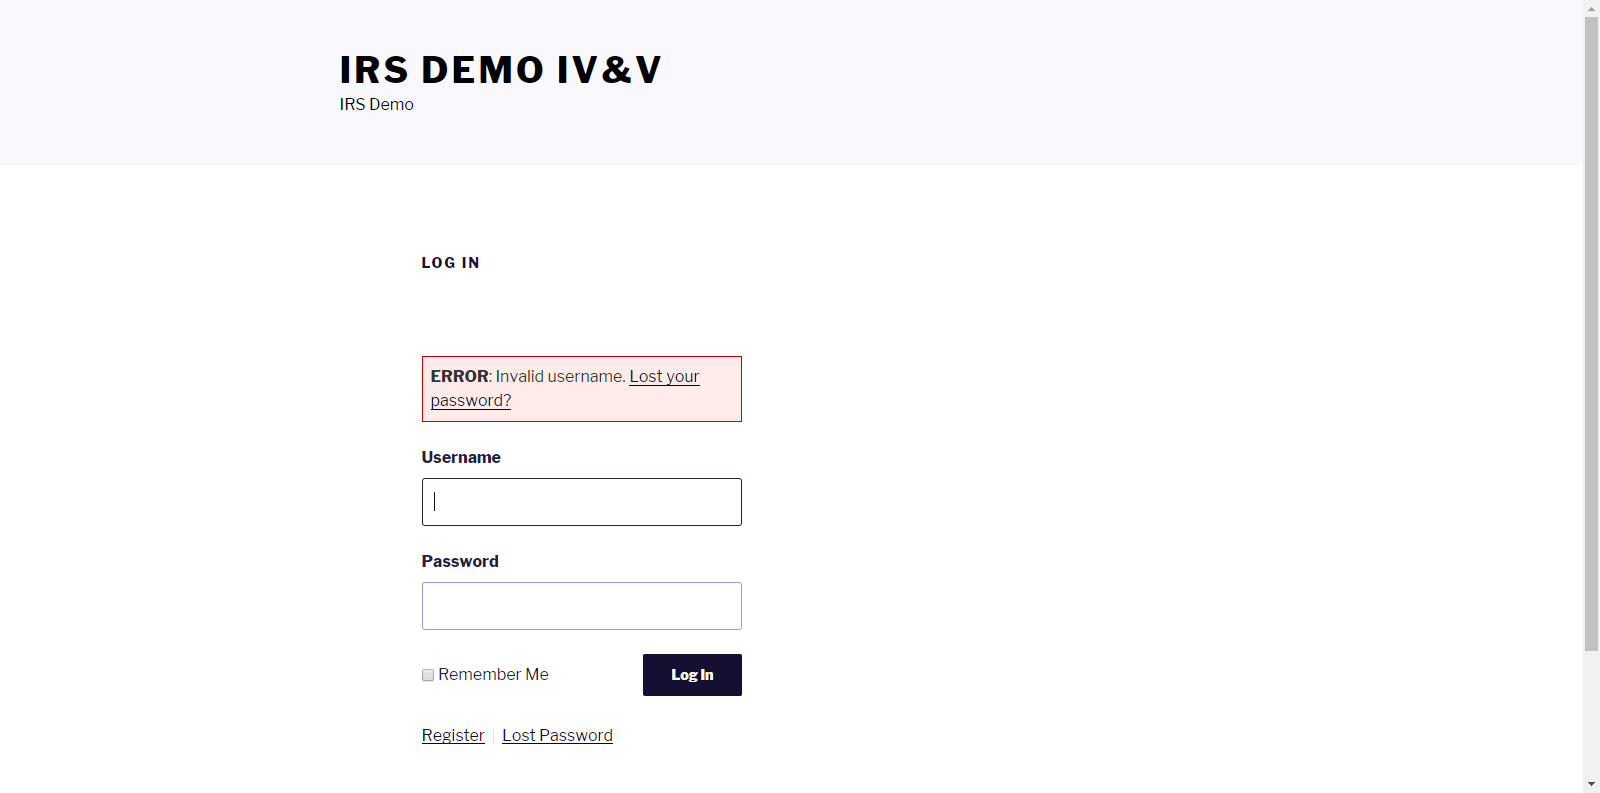 IRS DEMO IV&V
IRS Demo
LOG IN
ERROR: Invalid username. Lost your
password?
Username
Password
Remember Me
Log In
Register
Lost Password